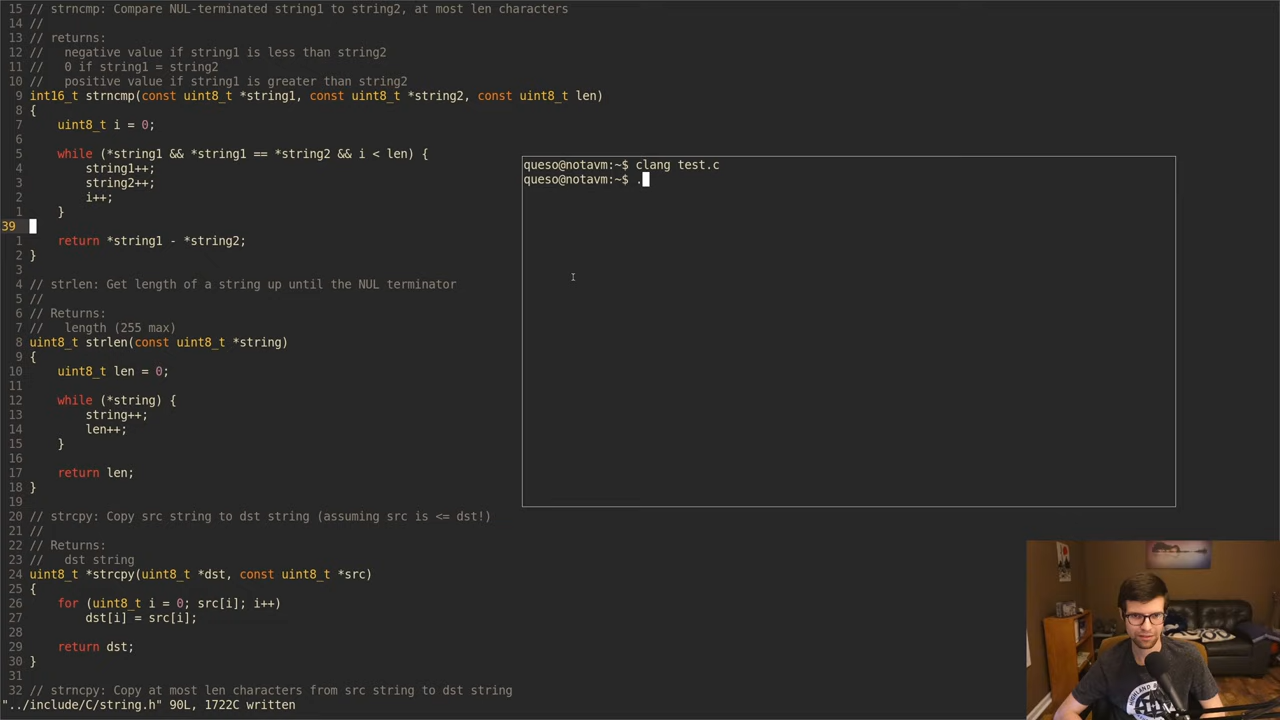 15 // strncmp: Compare NUL-terminated string1 to string2, at most len characters
14 //
13 // returns:
12 //   negative value if string1 is less than string2
11 //   0 if string1 = string2
10 //   positive value if string1 is greater than string2
9 int16_t strncmp(const uint8_t *string1, const uint8_t *string2, const uint8_t len)
8 {
7     uint8_t i = 0;
6
5     while (*string1 && *string1 == *string2 && i < len) {
4         string1++;
3         string2++;
2         i++;
1     }
39
1     return *string1 - *string2;
2 }
3
4 // strlen: Get length of a string up until the NUL terminator
5 //
6 // Returns:
7 //   length (255 max)
8 uint8_t strlen(const uint8_t *string)
9 {
10     uint8_t len = 0;
11
12     while (*string) {
13         string++;
14         len++;
15     }
16
17     return len;
18 }
19
20 // strcpy: Copy src string to dst string (assuming src is <= dst!)
21 //
22 // Returns:
23 //   dst string
24 uint8_t *strcpy(uint8_t *dst, const uint8_t *src)
25 {
26     for (uint8_t i = 0; src[i]; i++)
27         dst[i] = src[i];
28
29     return dst;
30 }
31
32 // strncpy: Copy at most len characters from src string to dst string
"../include/C/string.h" 90L, 1722C written
queso@notavm:~$ clang test.c
queso@notavm:~$ .